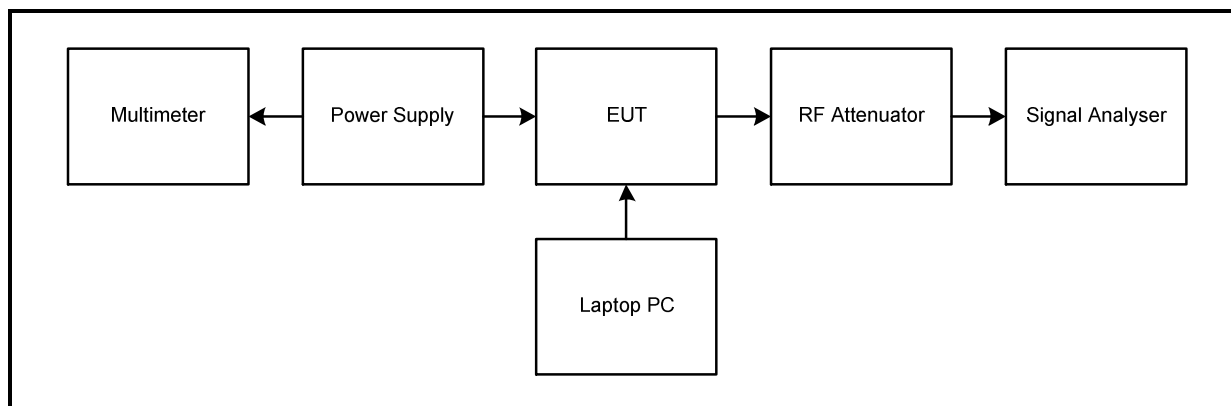 Multimeter
Power Supply
EUT
RF Attenuator
Signal Analyser
Laptop PC